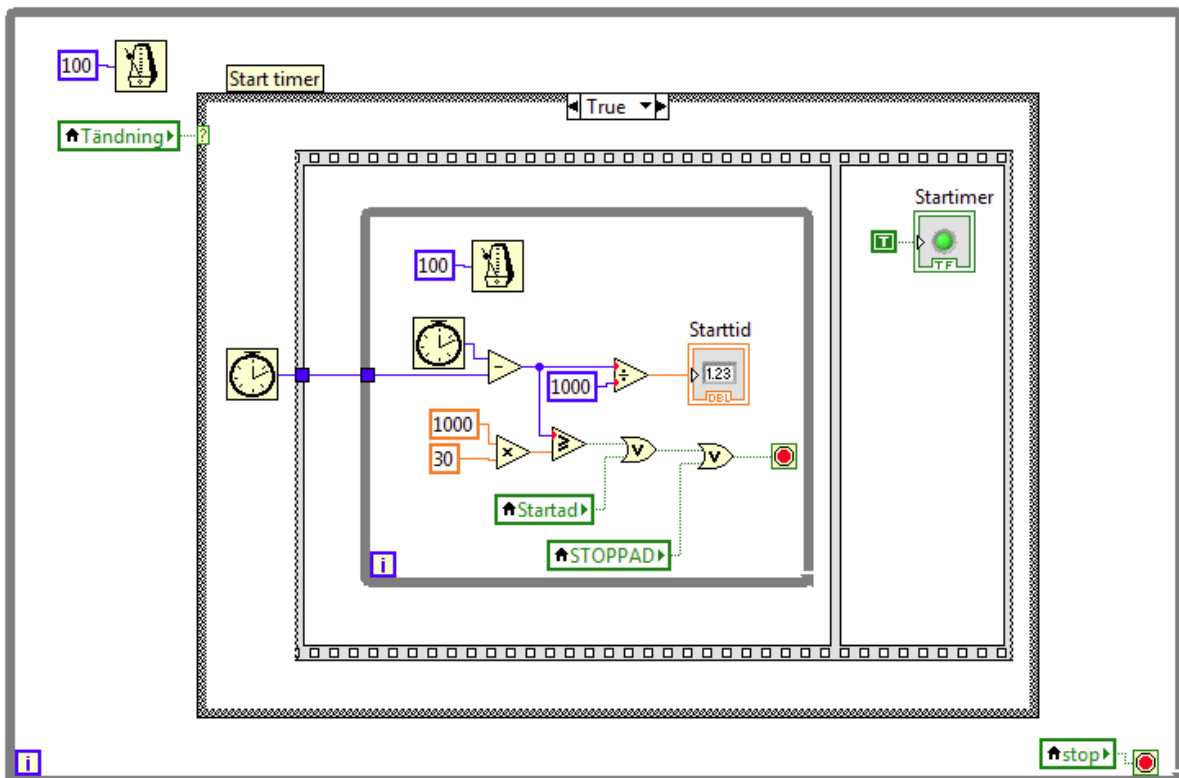 100
Start timer
True
Tändning
?
Startimer
T
TF
100
Starttid
1000
1.23
DBL
1000
30
Startad
STOPPAD
i
stop
i